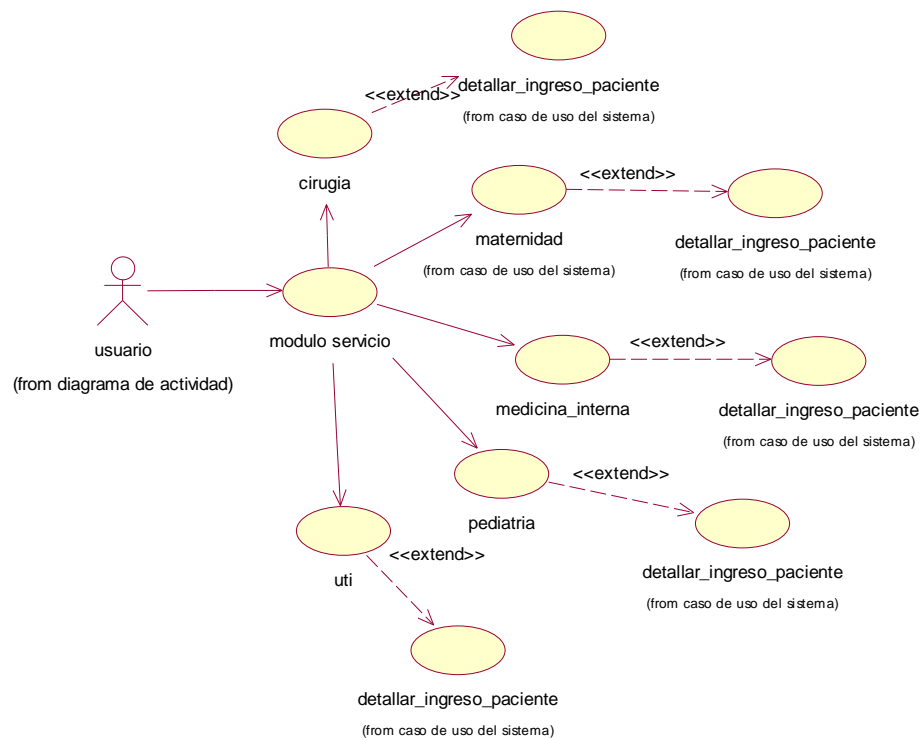 detallar_ingreso_paciente
<<extend>>
(from caso de uso del sistema)
cirugia
<<extend>>
maternidad
(from caso de uso del sistema)
detallar_ingreso_paciente
(from caso de uso del sistema)
usuario
(from diagrama de actividad)
modulo servicio
<<extend>>
medicina_interna
detallar_ingreso_paciente
(from caso de uso del sistema)
<<extend>>
pediatria
detallar_ingreso_paciente
(from caso de uso del sistema)
<<extend>>
uti
detallar_ingreso_paciente
(from caso de uso del sistema)